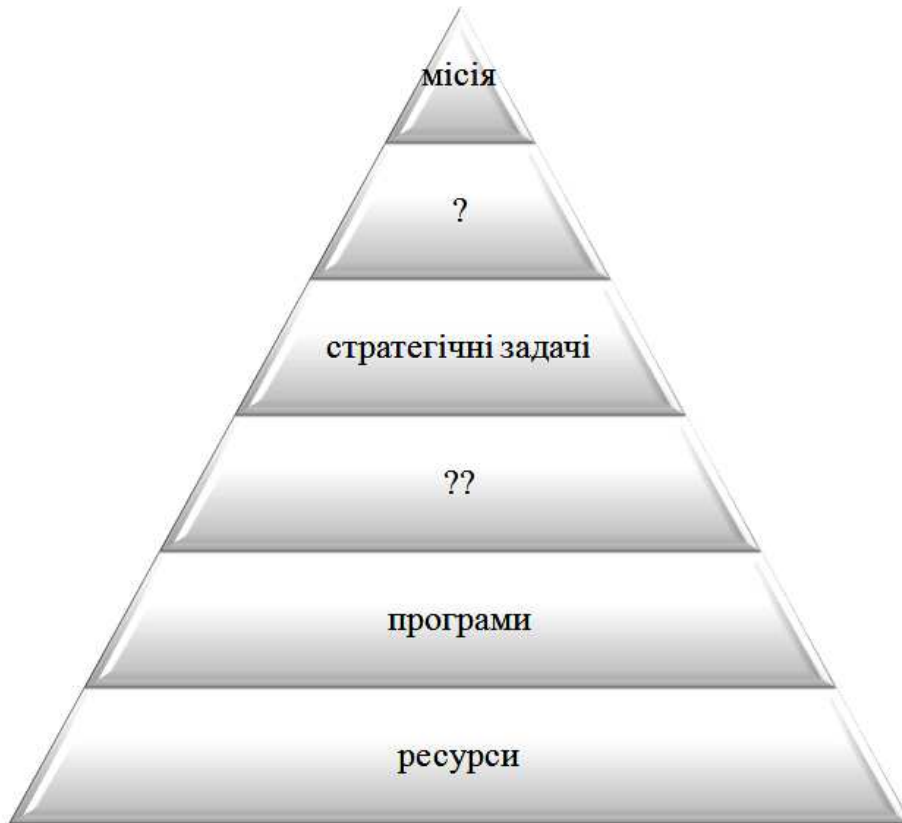 місія
?
стратегічні задачі
??
програми
ресурси